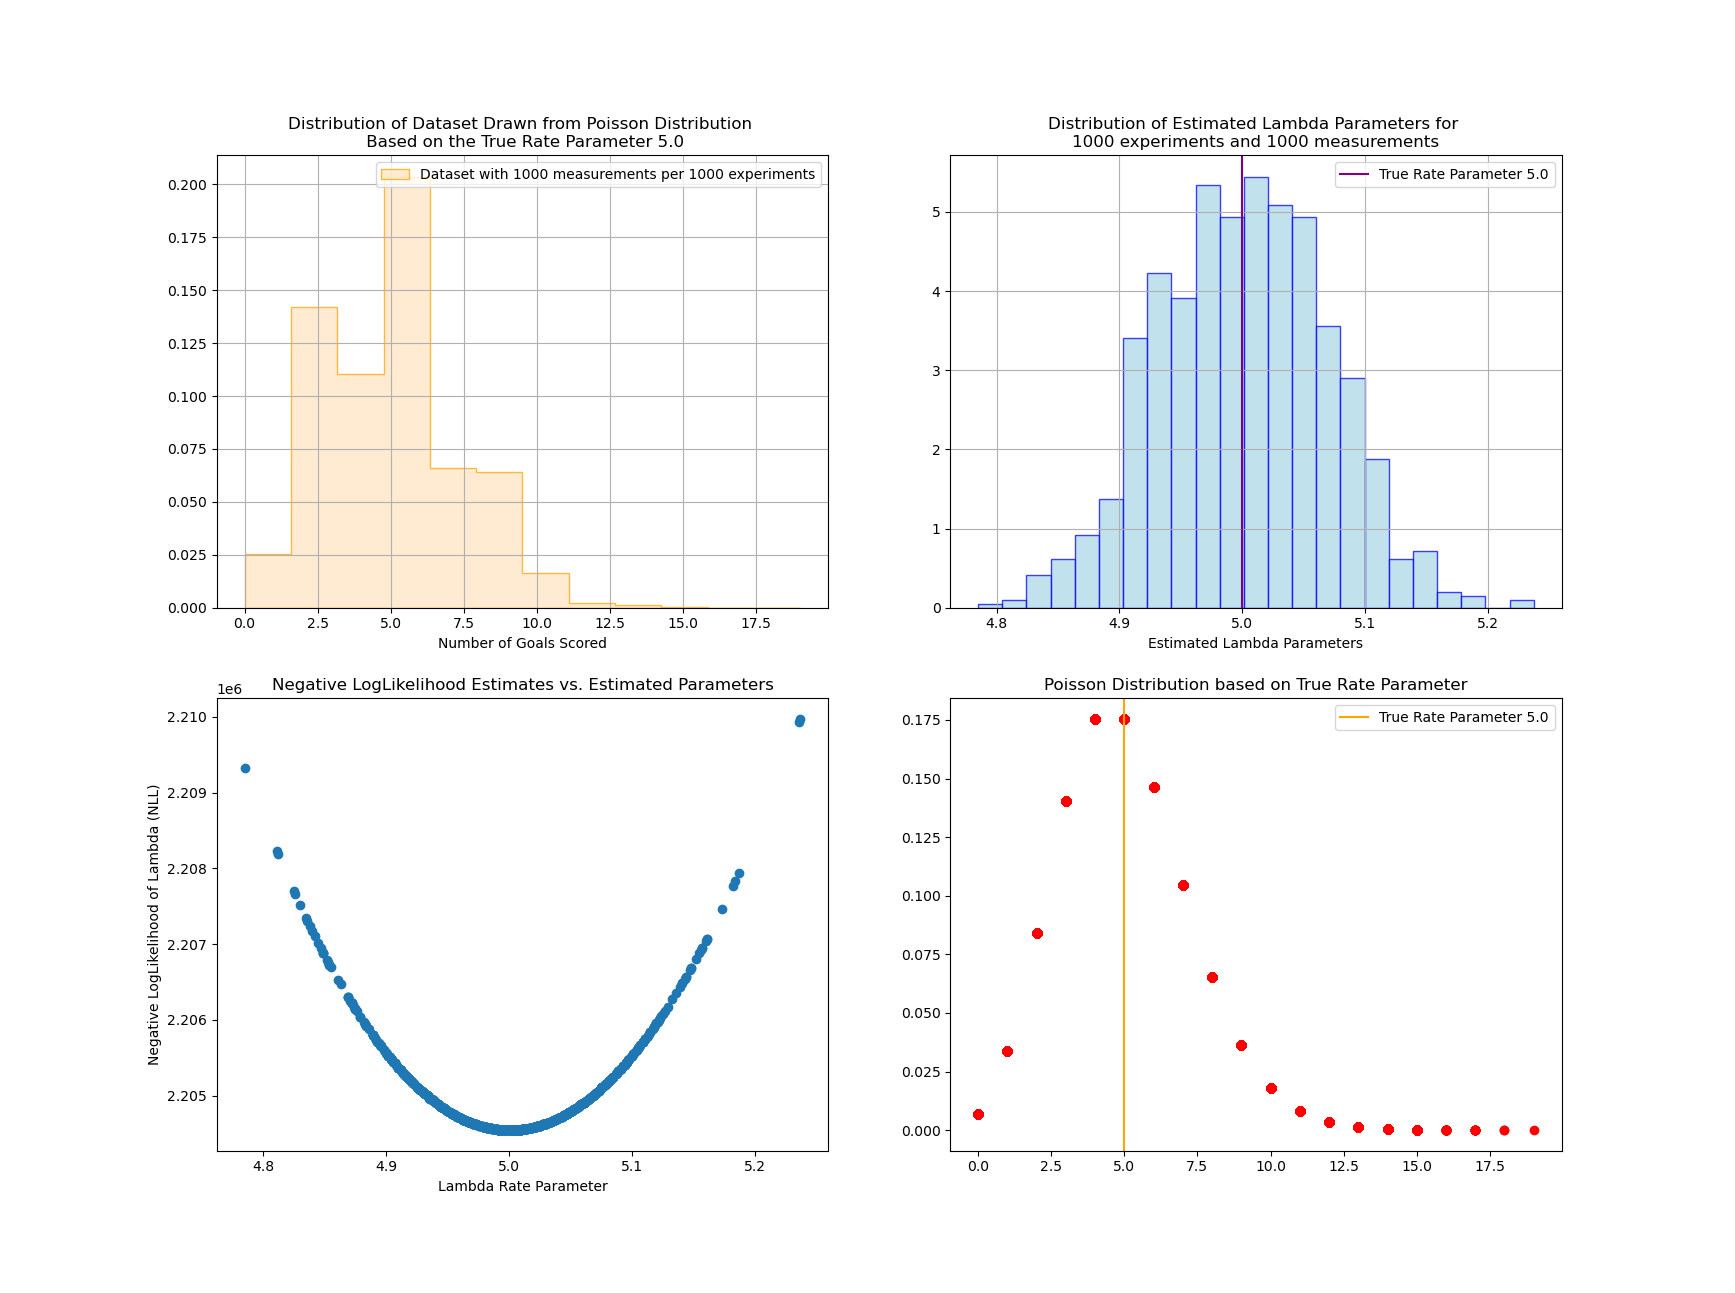 Distribution of Dataset Drawn from Poisson Distribution
Based on the True Rate Parameter 5.0
Dataset with 1000 measurements per 1000 experiments
0.200
0.175
0.150
0.125
0.100
0.075
0.050
0.025
0.000
0.0 2.5 5.0 7.5 10.0 12.5 15.0 17.5
Number of Goals Scored
Distribution of Estimated Lambda Parameters for
1000 experiments and 1000 measurements
True Rate Parameter 5.0
5
4
3
2
1
0
4.8 4.9 5.0 5.1 5.2
Estimated Lambda Parameters
Negative LogLikelihood Estimates vs. Estimated Parameters
1e6
2.210
2.209
2.208
2.207
2.206
2.205
Negative LogLikelihood of Lambda (NLL)
4.8 4.9 5.0 5.1 5.2
Lambda Rate Parameter
Poisson Distribution based on True Rate Parameter
True Rate Parameter 5.0
0.175
0.150
0.125
0.100
0.075
0.050
0.025
0.000
0.0 2.5 5.0 7.5 10.0 12.5 15.0 17.5